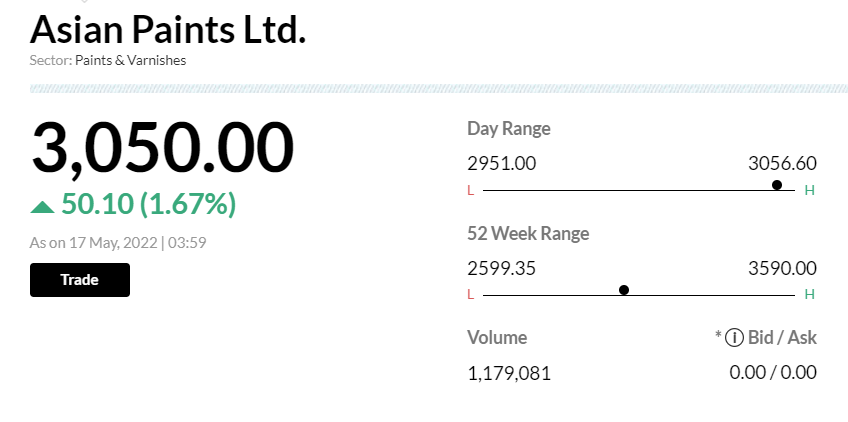 Asian Paints Ltd.
Sector: Paints & Varnishes
3,050.00
50.10 (1.67%)
As on 17 May, 2022 | 03:59
Trade
Day Range
2951.00 3056.60
L H
52 Week Range
2599.35 3590.00
L H
Volume * i Bid / Ask
1,179,081 0.00 / 0.00